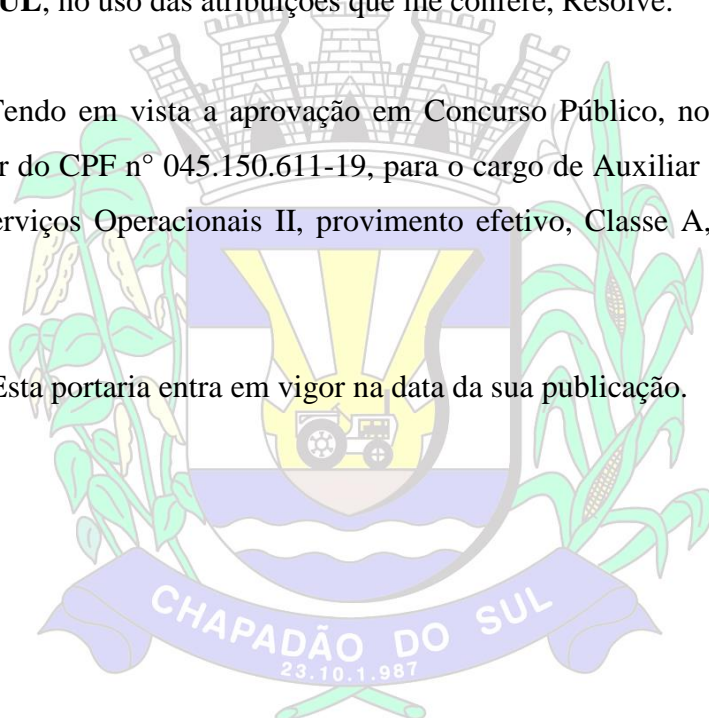 SUL, no uso das atribuições que lhe confere, Resolve:
Tendo em vista a aprovação em Concurso Público, no
r do CPF n° 045.150.611-19, para o cargo de Auxiliar
erviços Operacionais II, provimento efetivo, Classe A,
Esta portaria entra em vigor na data da sua publicação.
CHAPADÃO DO SUL
23.10.1.987